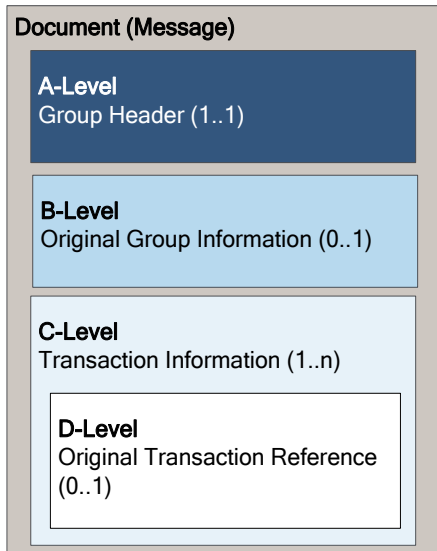 Document (Message)
A-Level
Group Header (1..1)
B-Level
Original Group Information (0..1)
C-Level
Transaction Information (1..n)
D-Level
Original Transaction Reference
(0..1)